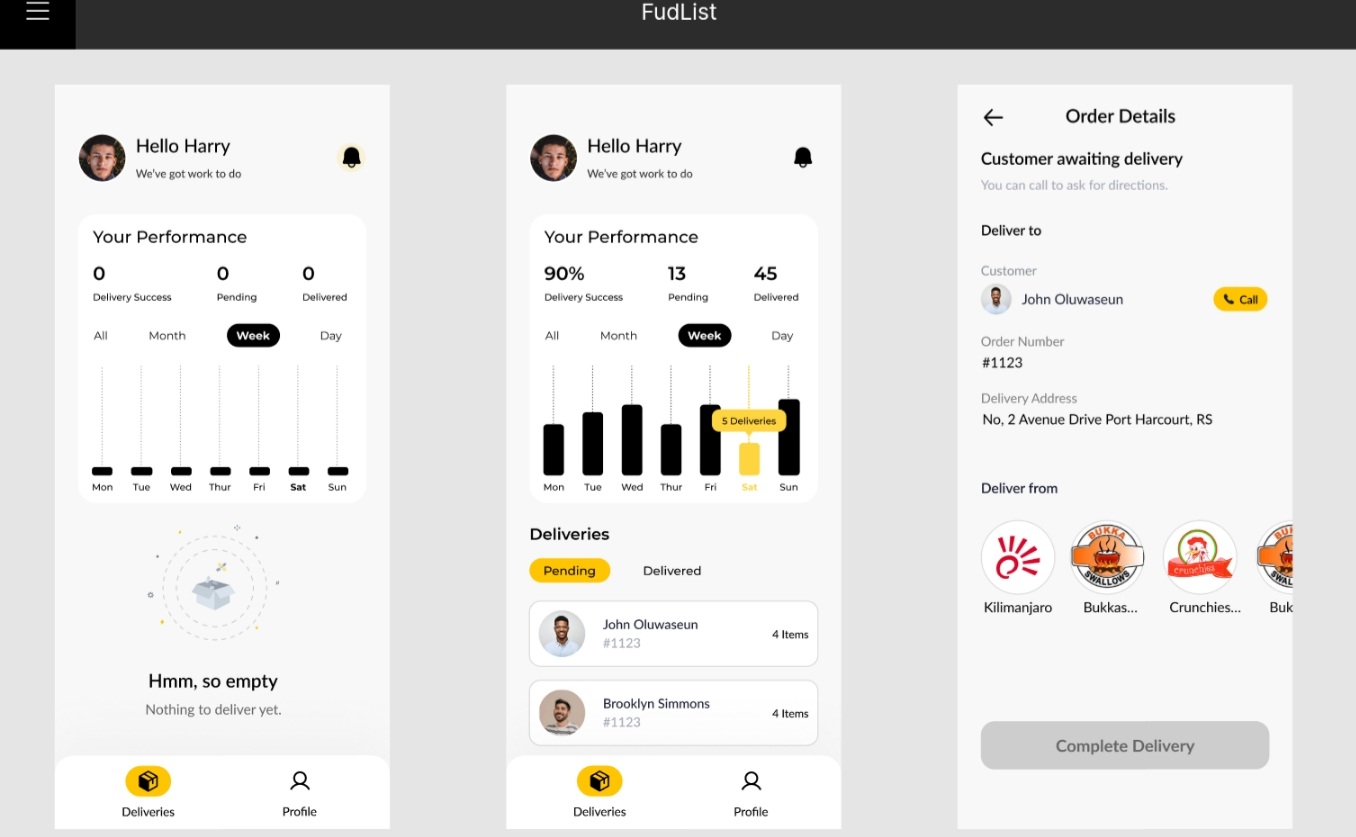 FudList
Hello Harry
We've got work to do
Your Performance
0 0 0
Delivery Success Pending Delivered
All Month Week Day
Mon Tue Wed Thur Fri Sat Sun
Hmm, so empty
Nothing to deliver yet.
Deliveries Profile
Hello Harry
We've got work to do
Your Performance
90% 13 45
Delivery Success Pending Delivered
All Month Week Day
5 Deliveries
Mon Tue Wed Thur Fri Sat Sun
Deliveries
Pending Delivered
John Oluwaseun
#1123
4 Items
Brooklyn Simmons
#1123
4 Items
Deliveries Profile
Order Details
Customer awaiting delivery
You can call to ask for directions.
Deliver to
Customer
John Oluwaseun
Call
Order Number
#1123
Delivery Address
No, 2 Avenue Drive Port Harcourt, RS
Deliver from
BUKKA
SWALLOWS
crunchies
Kilimanjaro Bukkas... Crunchies... Buk
Complete Delivery